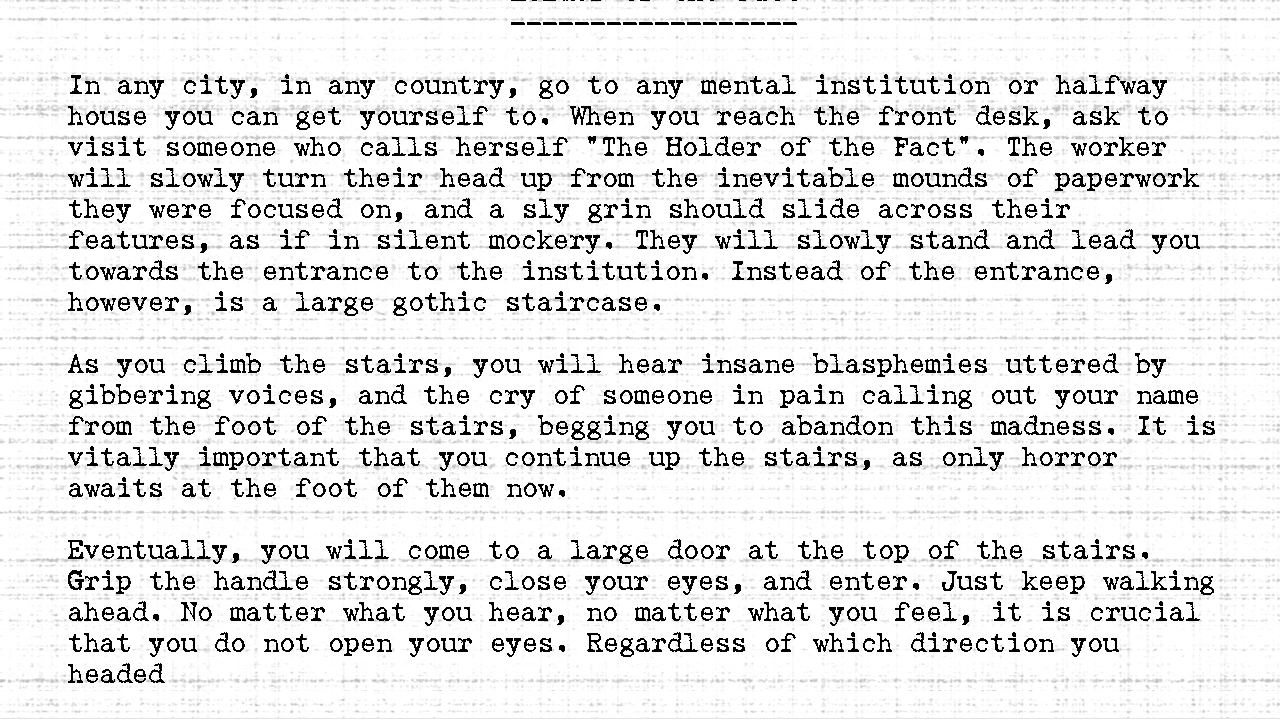 __________________
In any city, in any country, go to any mental institution or halfway
house you can get yourself to. When you reach the front desk, ask to
visit someone who calls herself "The Holder of the Fact". The worker
will slowly turn their head up from the inevitable mounds of paperwork
they were focused on, and a sly grin should slide across their
features, as if in silent mockery. They will slowly stand and lead you
towards the entrance to the institution. Instead of the entrance,
however, is a large gothic staircase.
As you climb the stairs, you will hear insane blasphemies uttered by
gibbering voices, and the cry of someone in pain calling out your name
from the foot of the stairs, begging you to abandon this madness. It is
vitally important that you continue up the stairs, as only horror
awaits at the foot of them now.
Eventually, you will come to a large door at the top of the stairs.
Grip the handle strongly, close your eyes, and enter. Just keep walking
ahead. No matter what you hear, no matter what you feel, it is crucial
that you do not open your eyes. Regardless of which direction you
headed